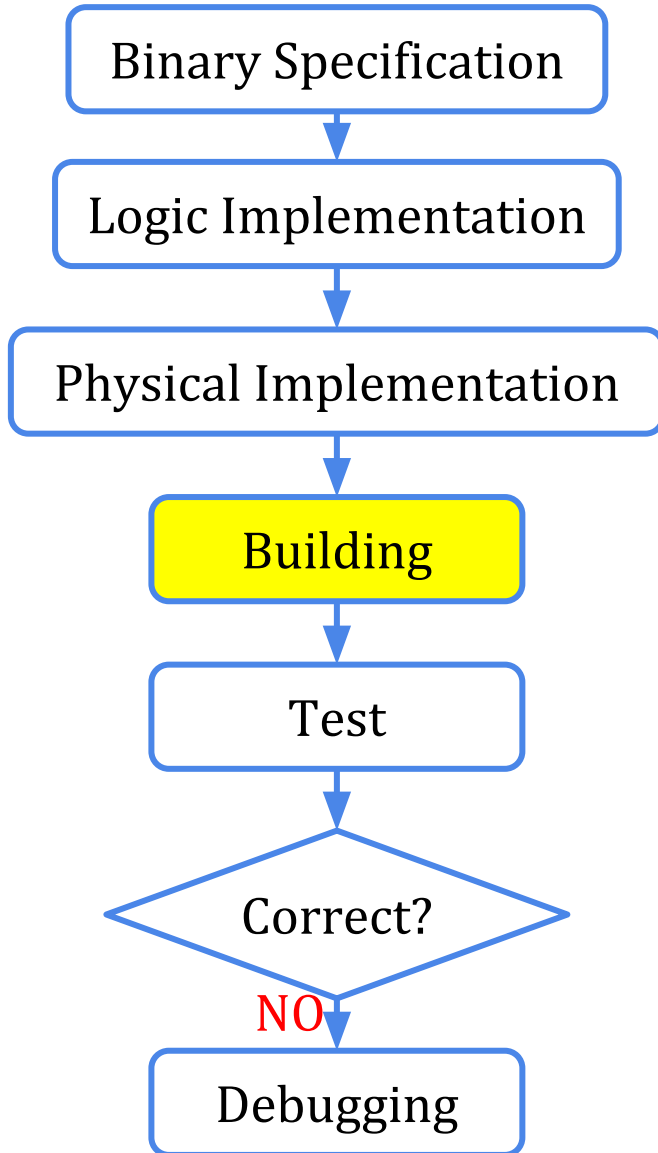 Binary Specification
Logic Implementation
Physical Implementation
Building
Test
Correct?
NO
Debugging